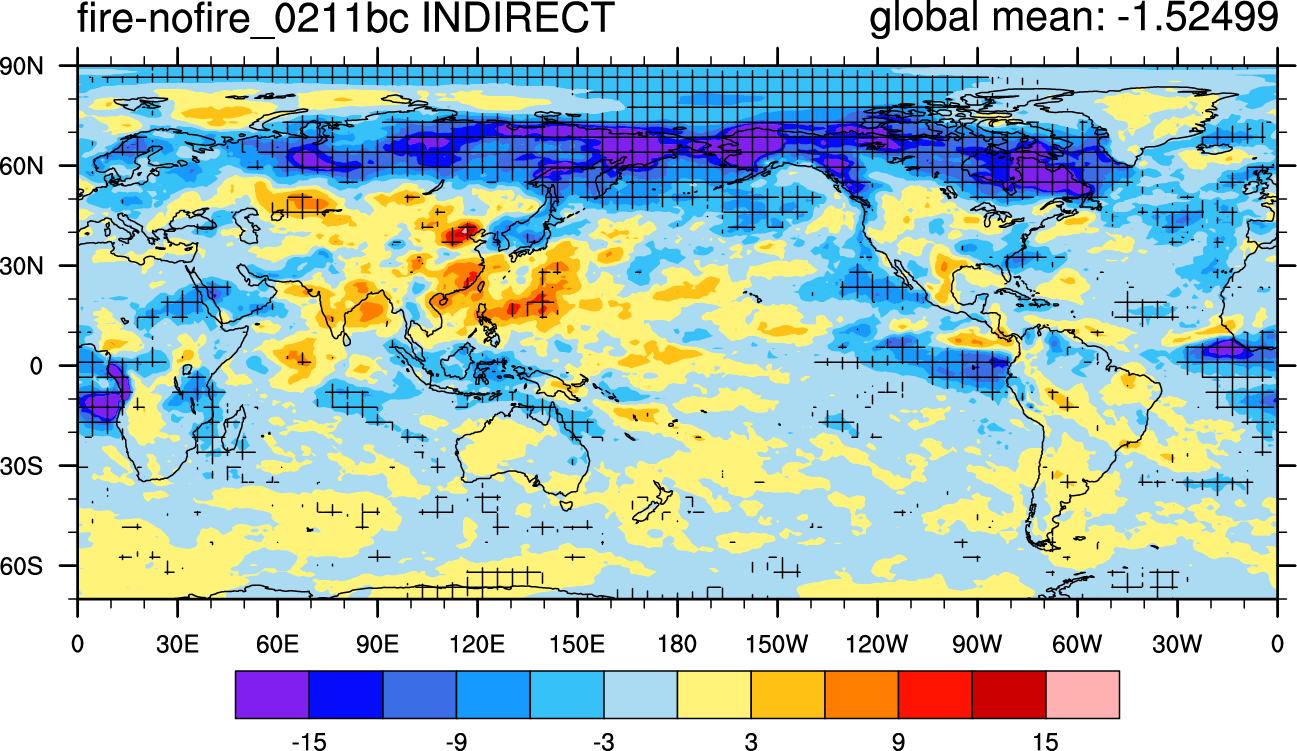 fire-nofire_0211bc INDIRECT global mean: -1.52499
90N
60N
30N
0
30S
60S
0 30E 60E 90E 120E 150E 180 150W 120W 90W 60W 30W 0
-15 -9 -3 3 9 15